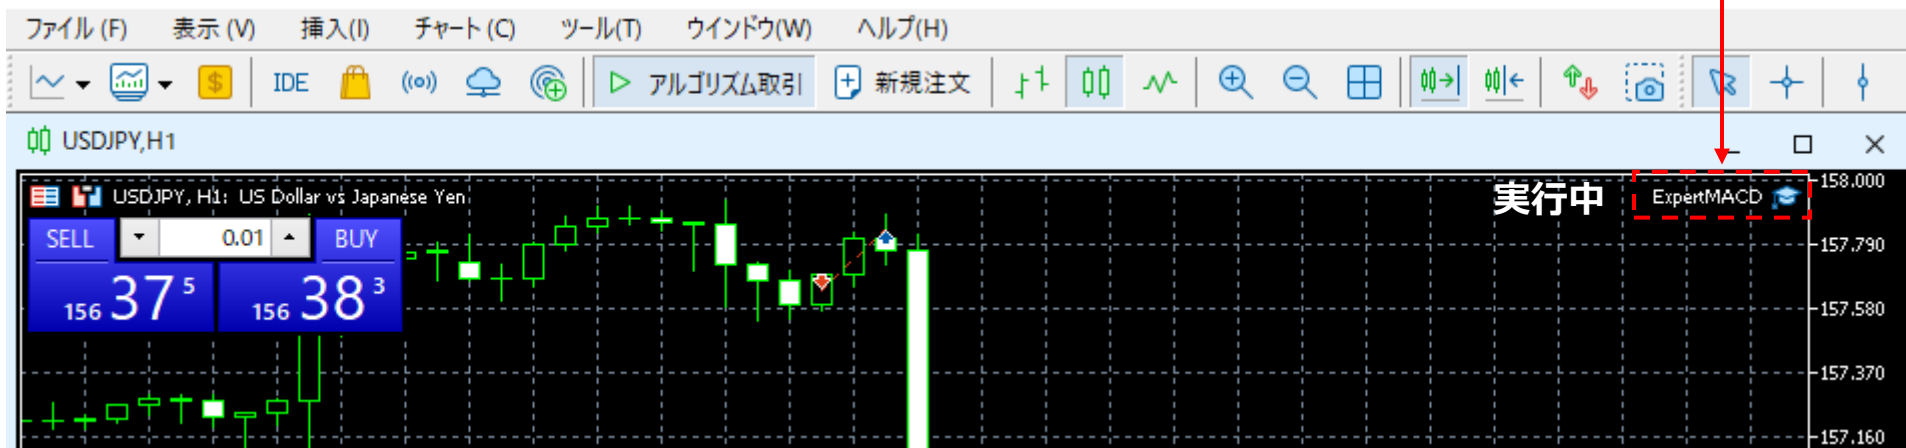 ファイル (F) 表示 (V) 挿入(I) チャート (C) ツール(T) ウインドウ(W) ヘルプ(H)
IDE アルゴリズム取引 新規注文
USDJPY,H1
USDJPY, H1: US Dollar vs Japanese Yen
実行中 ExpertMACD
158.000
SELL 0.01 BUY
157.790
156 37 5 156 38 3
157.580
157.370
157.160